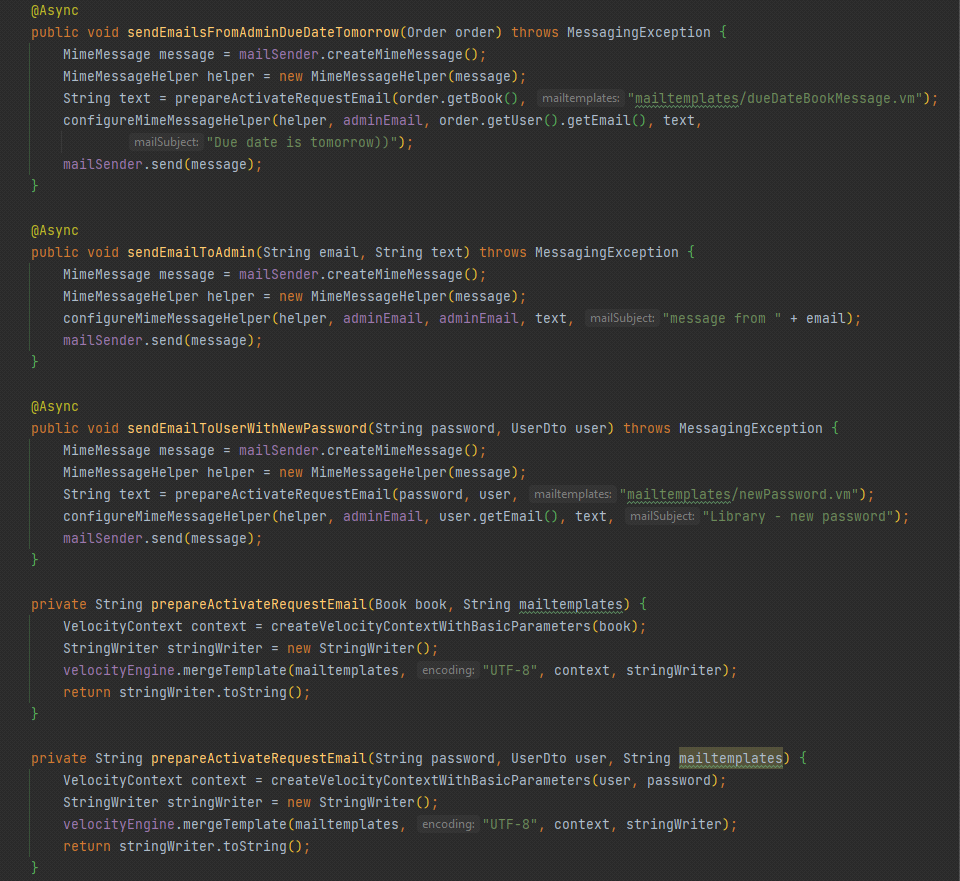 @Async
public void sendEmailsFromAdminDueDateTomorrow(Order order) throws MessagingException {
MimeMessage message = mailSender.createMimeMessage();
MimeMessageHelper helper = new MimeMessageHelper(message);
String text = prepareActivateRequestEmail(order.getBook(), mailtemplates: "mailtemplates/dueDateBookMessage.vm");
configureMimeMessageHelper(helper, adminEmail, order.getUser().getEmail(), text,
mailSubject: "Due date is tomorrow))");
mailSender.send(message);
}
@Async
public void sendEmailToAdmin(String email, String text) throws MessagingException {
MimeMessage message = mailSender.createMimeMessage();
MimeMessageHelper helper = new MimeMessageHelper(message);
configureMimeMessageHelper(helper, adminEmail, adminEmail, text, mailSubject: "message from " + email);
mailSender.send(message);
}
@Async
public void sendEmailToUserWithNewPassword(String password, UserDto user) throws MessagingException {
MimeMessage message = mailSender.createMimeMessage();
MimeMessageHelper helper = new MimeMessageHelper(message);
String text = prepareActivateRequestEmail(password, user, mailtemplates: "mailtemplates/newPassword.vm");
configureMimeMessageHelper(helper, adminEmail, user.getEmail(), text, mailSubject: "Library - new password");
mailSender.send(message);
}
private String prepareActivateRequestEmail(Book book, String mailtemplates) {
VelocityContext context = createVelocityContextWithBasicParameters(book);
StringWriter stringWriter = new StringWriter();
velocityEngine.mergeTemplate(mailtemplates, encoding: "UTF-8", context, stringWriter);
return stringWriter.toString();
}
private String prepareActivateRequestEmail(String password, UserDto user, String mailtemplates) {
VelocityContext context = createVelocityContextWithBasicParameters(user, password);
StringWriter stringWriter = new StringWriter();
velocityEngine.mergeTemplate(mailtemplates, encoding: "UTF-8", context, stringWriter);
return stringWriter.toString();
}